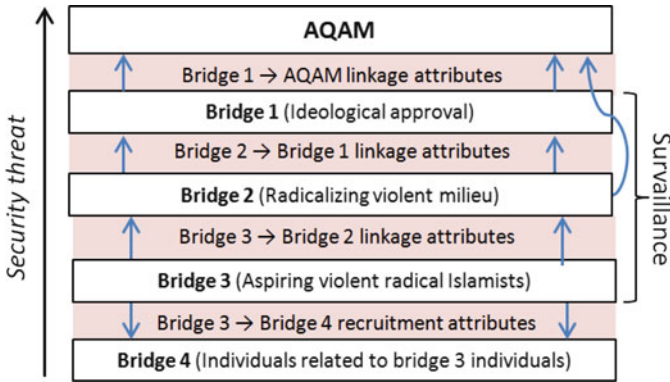 AQAM
Bridge 1 → AQAM linkage attributes
Bridge 1 (Ideological approval)
Bridge 2 → Bridge 1 linkage attributes
Bridge 2 (Radicalizing violent milieu)
Bridge 3 → Bridge 2 linkage attributes
Bridge 3 (Aspiring violent radical Islamists)
Bridge 3 → Bridge 4 recruitment attributes
Bridge 4 (Individuals related to bridge 3 individuals)
Security threat
Survaillance